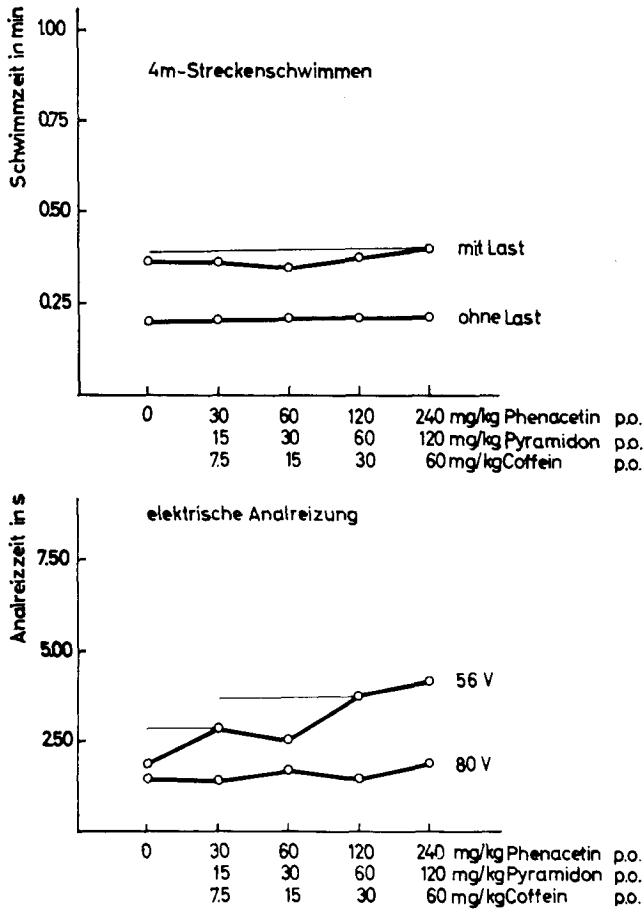 Schwimmzeit in min
1.00
0.75
0.50
0.25
4m-Streckenschwimmen
mit Last
ohne Last
0 30 60 120 240 mg/kg Phenacetin p.o.
15 30 60 120 mg/kg Pyramidon p.o.
7.5 15 30 60 mg/kg Coffein p.o.
Analreizzeit in s
7.50
5.00
2.50
elektrische Analreizung
56 V
80 V
0 30 60 120 240 mg/kg Phenacetin p.o.
15 30 60 120 mg/kg Pyramidon p.o.
7.5 15 30 60 mg/kg Coffein p.o.